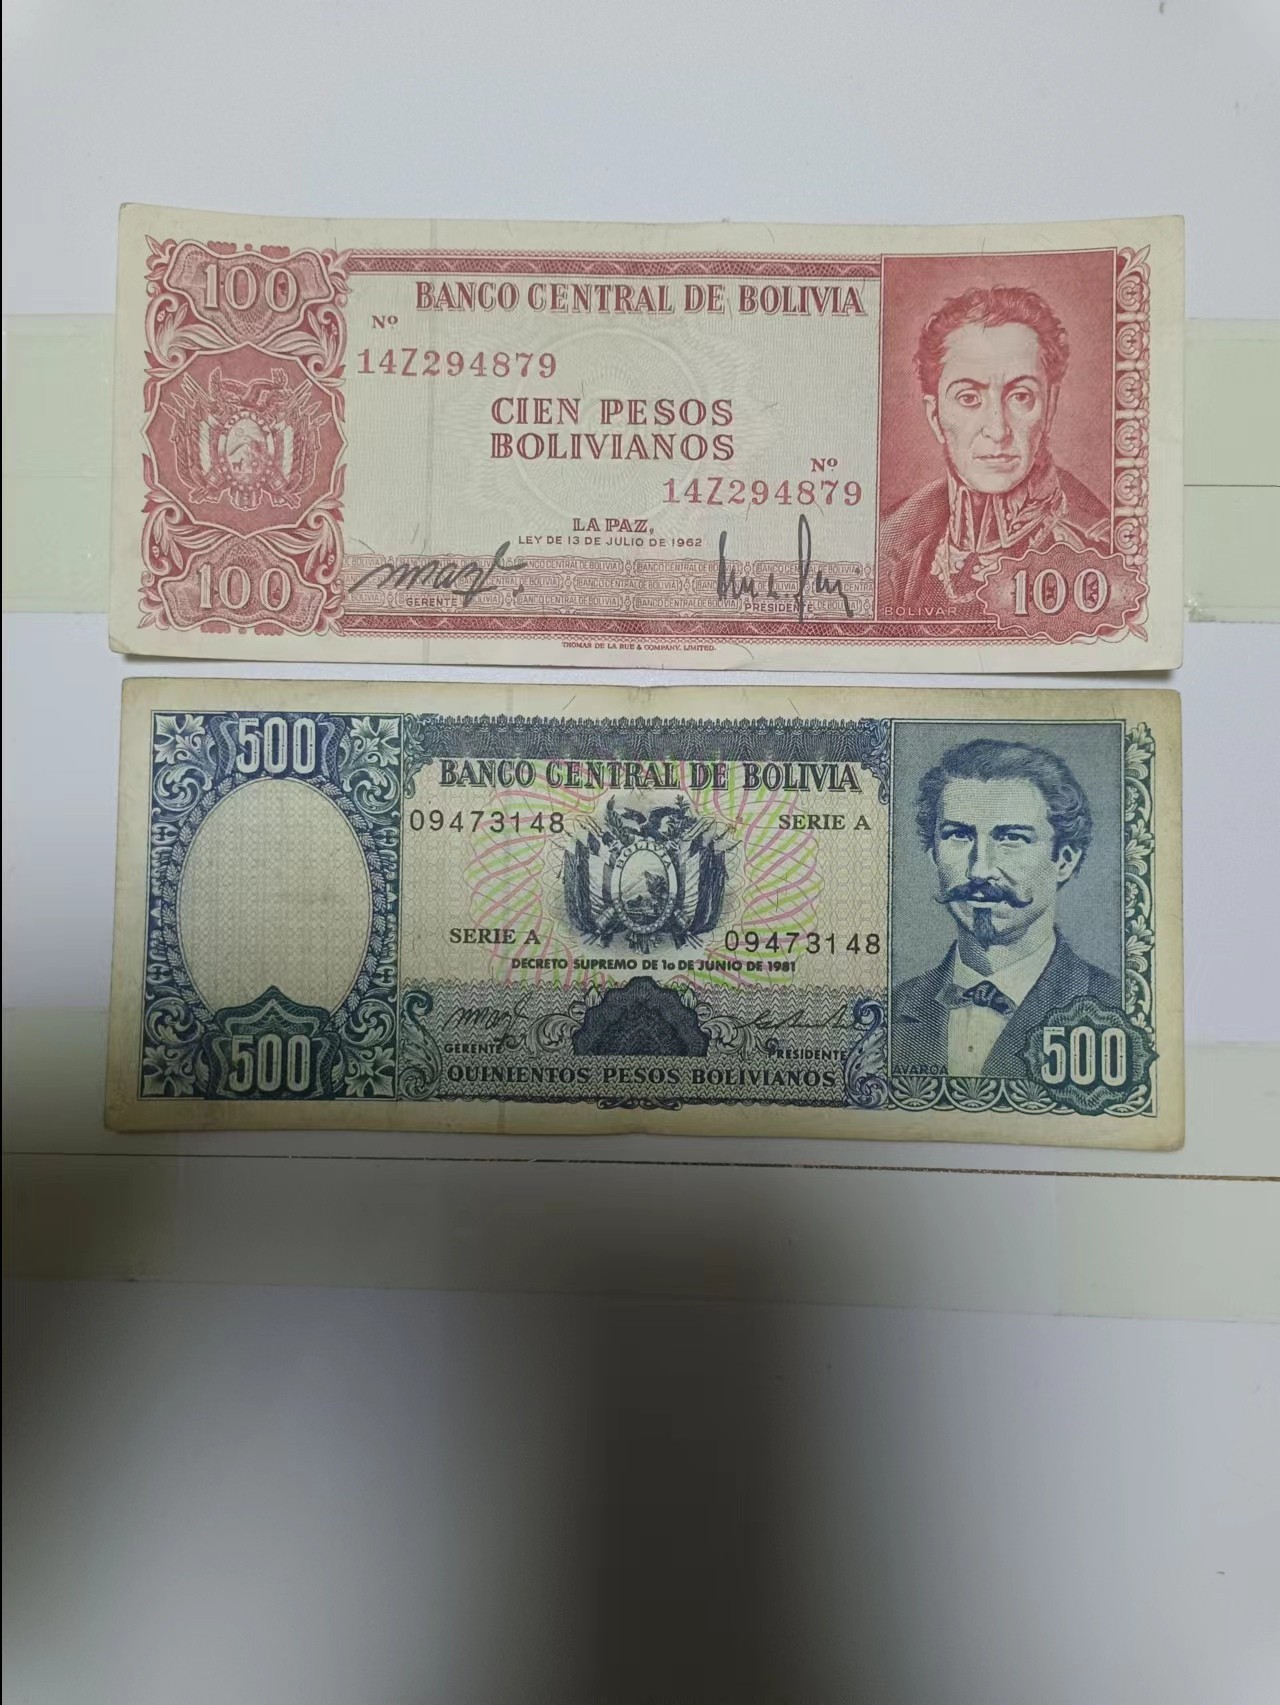 100
BANCO CENTRAL DE BOLIVIA
Nº
14Z294879
CIEN PESOS
BOLIVIANOS
Nº
14Z294879
LA PAZ,
LEY DE 13 DE JULIO DE 1962
GERENTE
PRESIDENTE
BOLIVAR
100
100
THOMAS DE LA RUE & COMPANY, LIMITED.
500
BANCO CENTRAL DE BOLIVIA
09473148
SERIE A
BOLIVIA
SERIE A
09473148
DECRETO SUPREMO DE 1o DE JUNIO DE 1981
GERENTE
PRESIDENTE
500
QUINIENTOS PESOS BOLIVIANOS
AVAROA
500